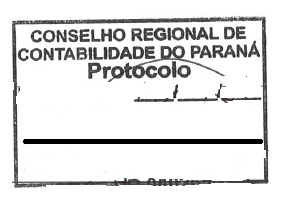 CONSELHO REGIONAL DE
CONTABILIDADE DO PARANÁ
Protocolo